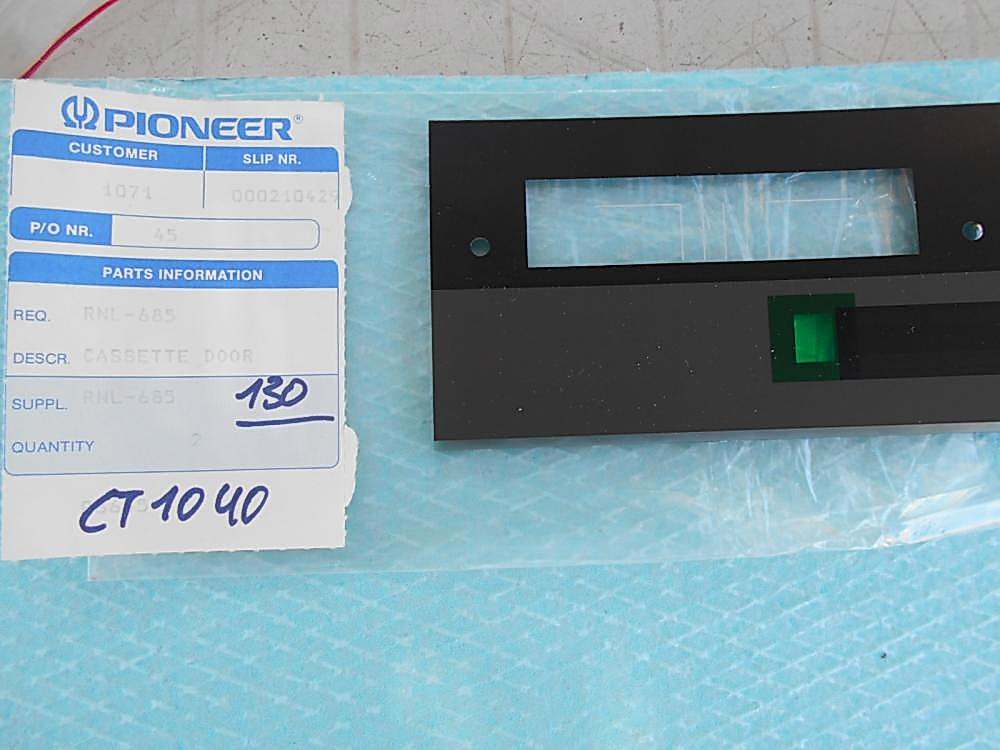 PIONEER®
CUSTOMER SLIP NR.
1071 000210429
P/O NR. 45
PARTS INFORMATION
REQ. RNL-685
DESCR. CASSETTE DOOR
SUPPL. RNL-685 130
QUANTITY 2
CT 1040